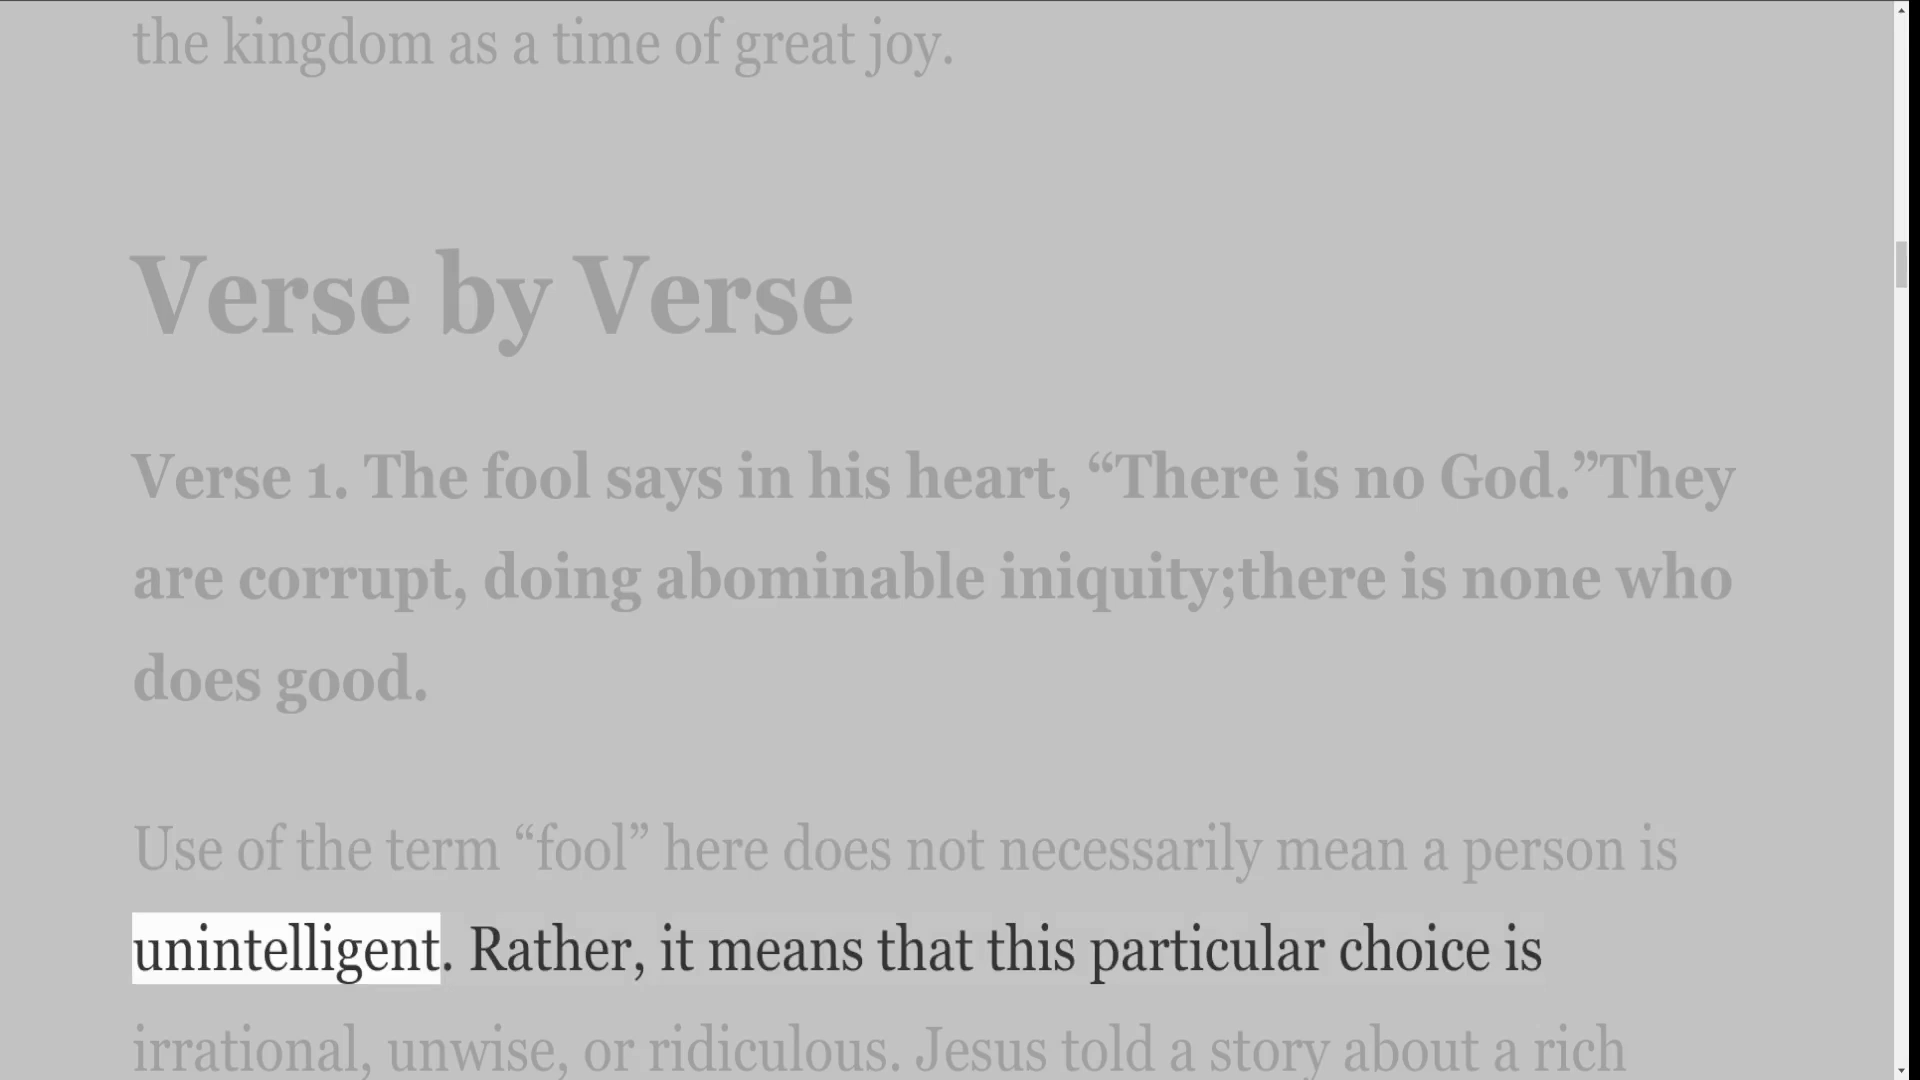 the kingdom as a time of great joy.
Verse by Verse
Verse 1. The fool says in his heart, “There is no God.”They
are corrupt, doing abominable iniquity;there is none who
does good.
Use of the term “fool” here does not necessarily mean a person is
unintelligent. Rather, it means that this particular choice is
irrational, unwise, or ridiculous. Jesus told a story about a rich